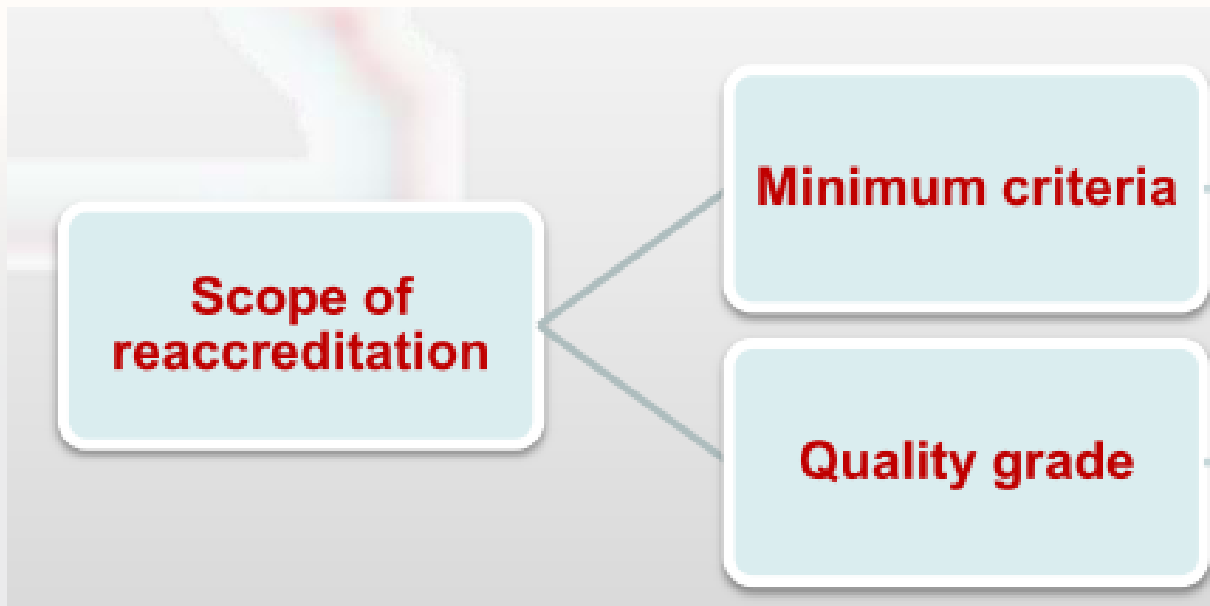 Scope of
reaccreditation
Minimum criteria
Quality grade